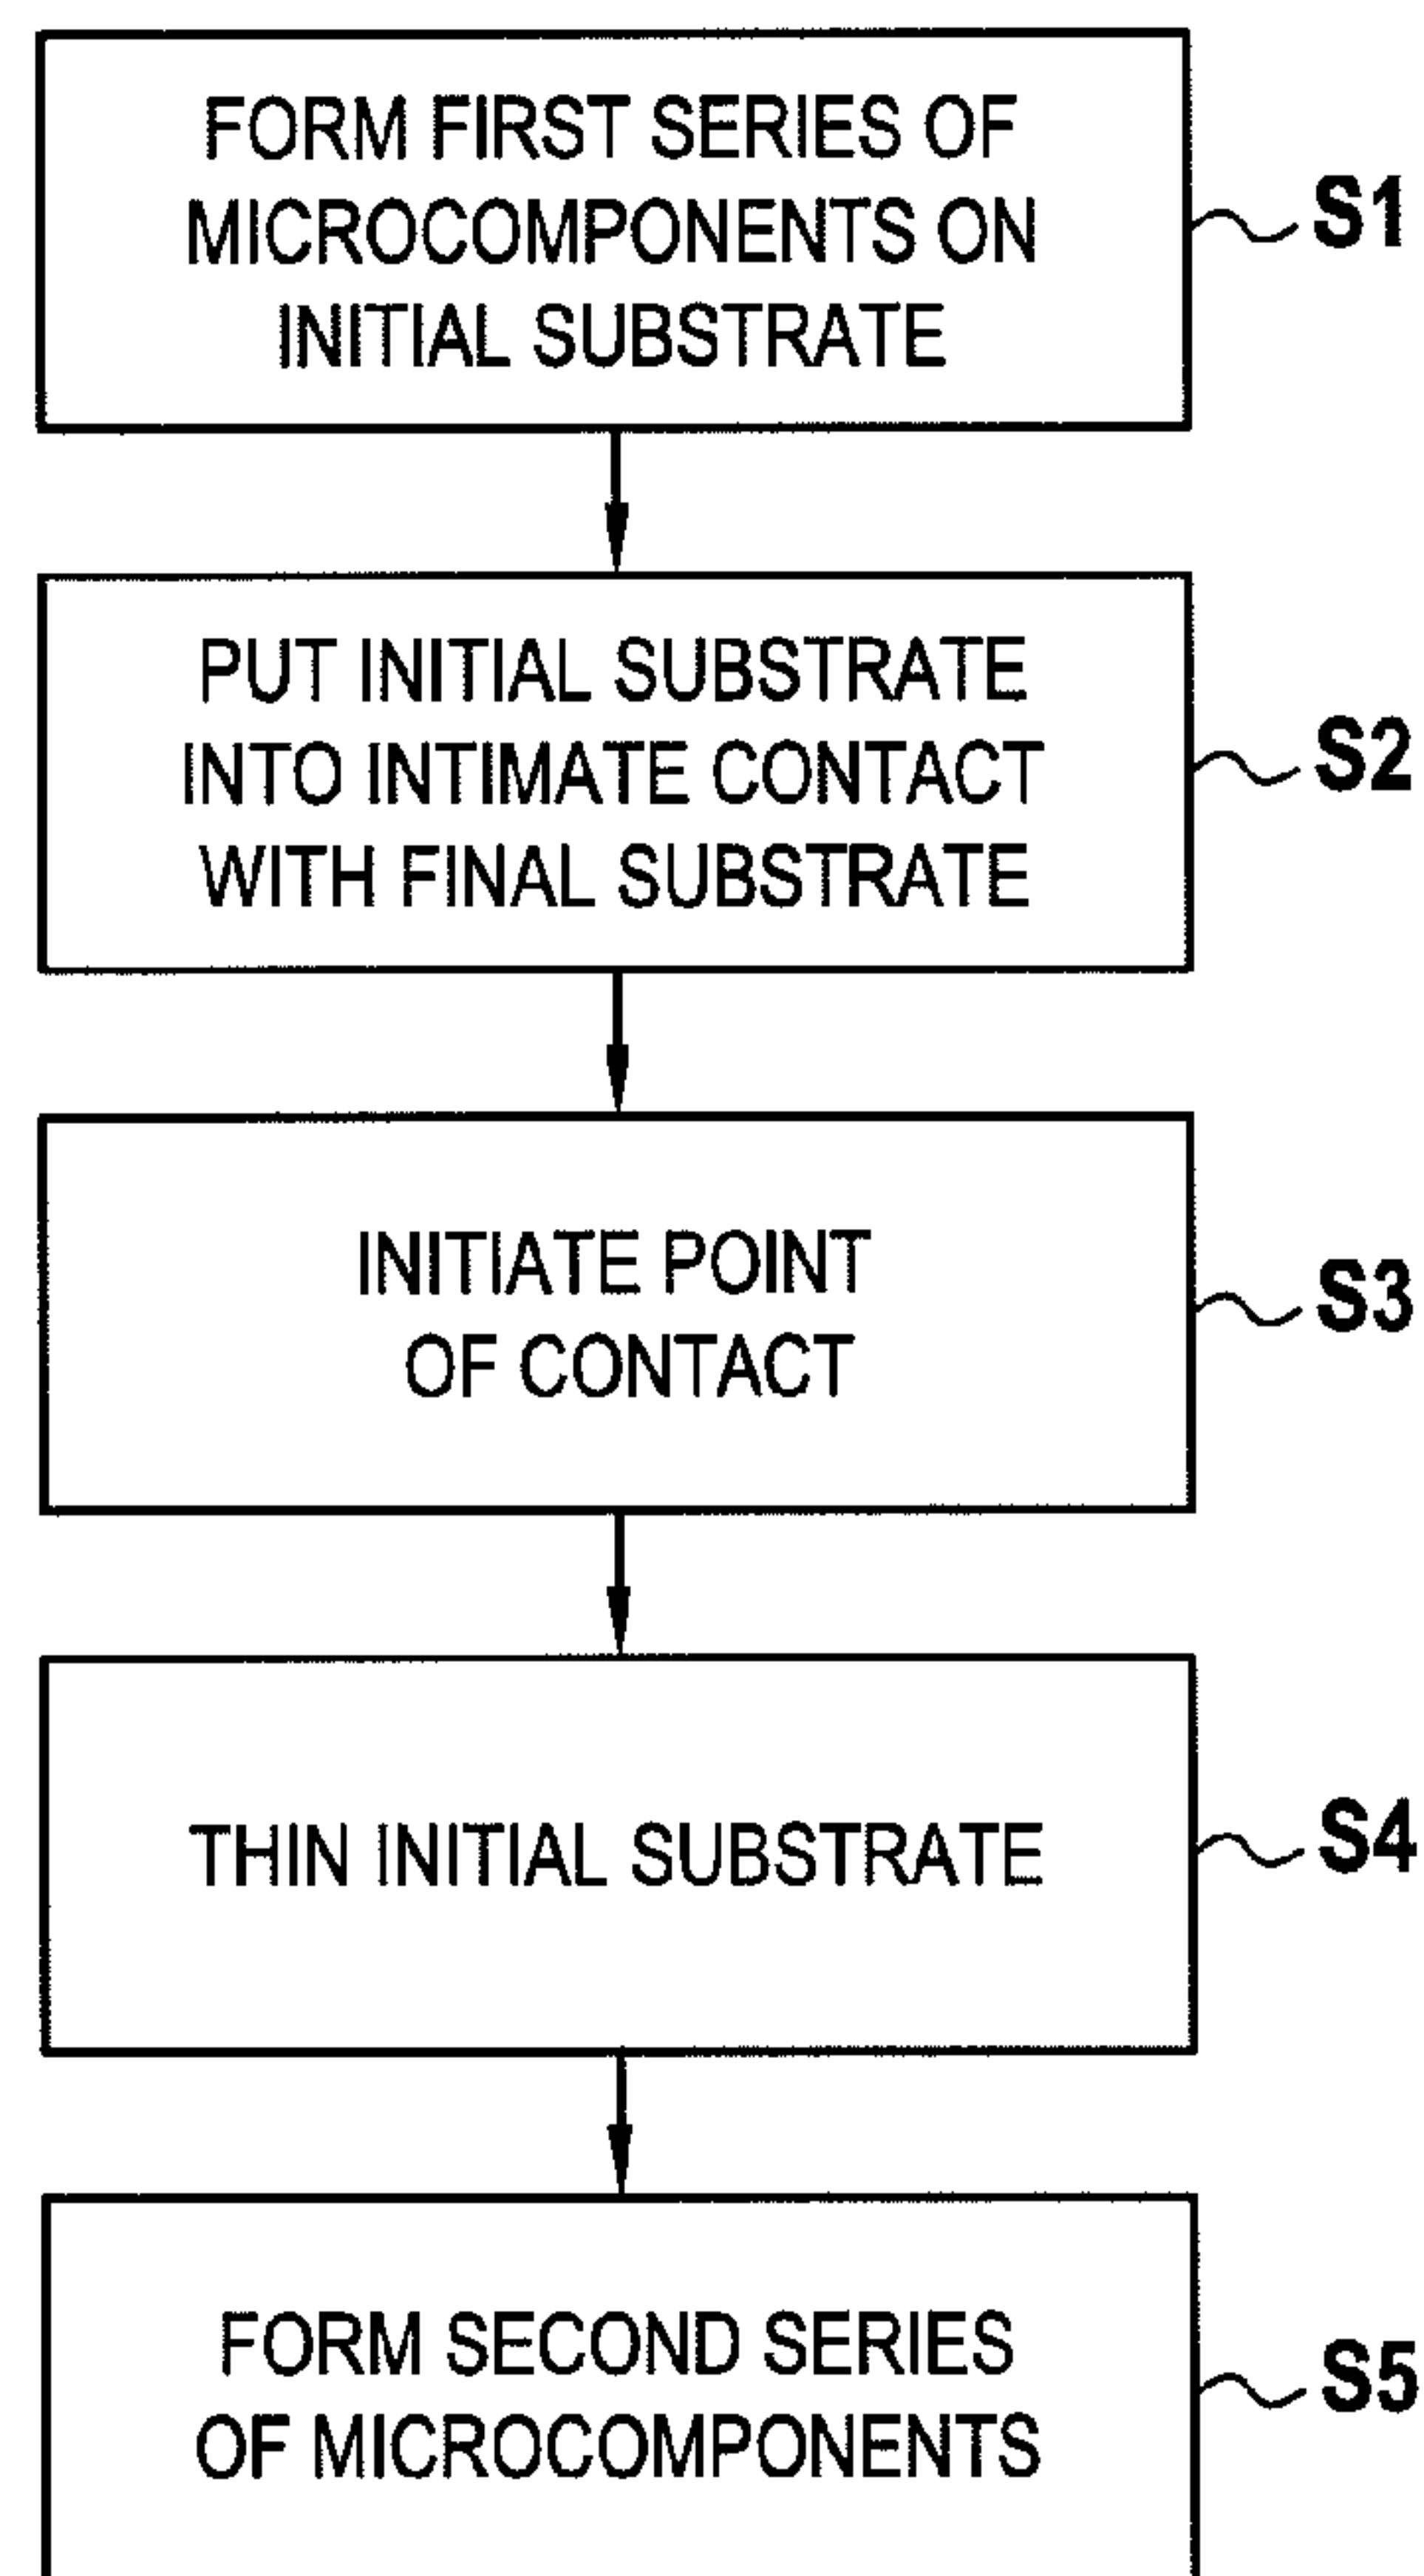 FORM FIRST SERIES OF
MICROCOMPONENTS ON
INITIAL SUBSTRATE
S1
PUT INITIAL SUBSTRATE
INTO INTIMATE CONTACT
WITH FINAL SUBSTRATE
S2
INITIATE POINT
OF CONTACT
S3
THIN INITIAL SUBSTRATE
S4
FORM SECOND SERIES
OF MICROCOMPONENTS
S5